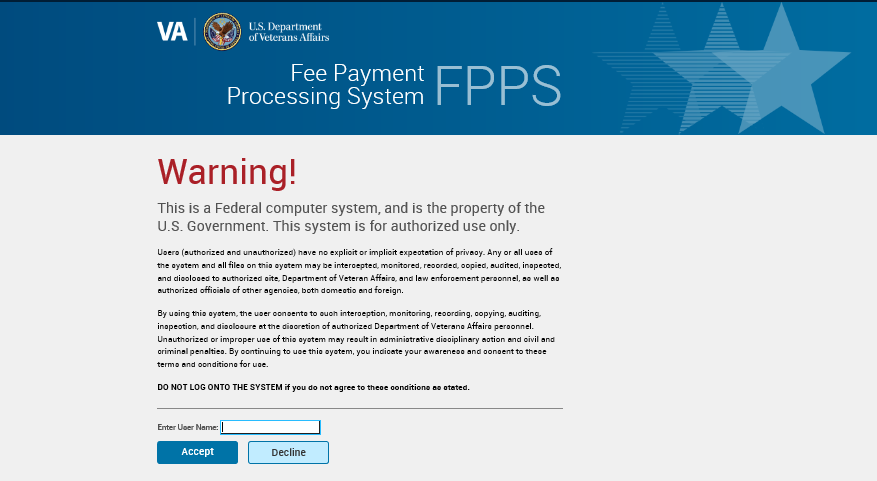 VA
U.S. Department
of Veterans Affairs
Fee Payment
Processing System
FPPS
Warning!
This is a Federal computer system, and is the property of the
U.S. Government. This system is for authorized use only.
Users (authorized and unauthorized) have no explicit or implicit expectation of privacy. Any or all uses of
the system and all files on this system may be intercepted, monitored, recorded, copied, audited, inspected,
and disclosed to authorized site, Department of Veteran Affairs, and law enforcement personnel, as well as
authorized officials of other agencies, both domestic and foreign.
By using this system, the user consents to such interception, monitoring, recording, copying, auditing,
inspection, and disclosure at the discretion of authorized Department of Veterans Affairs personnel.
Unauthorized or improper use of this system may result in administrative disciplinary action and civil and
criminal penalties. By continuing to use this system, you indicate your awareness and consent to these
terms and conditions for use.
DO NOT LOG ONTO THE SYSTEM if you do not agree to these conditions as stated.
Enter User Name:
Accept
Decline